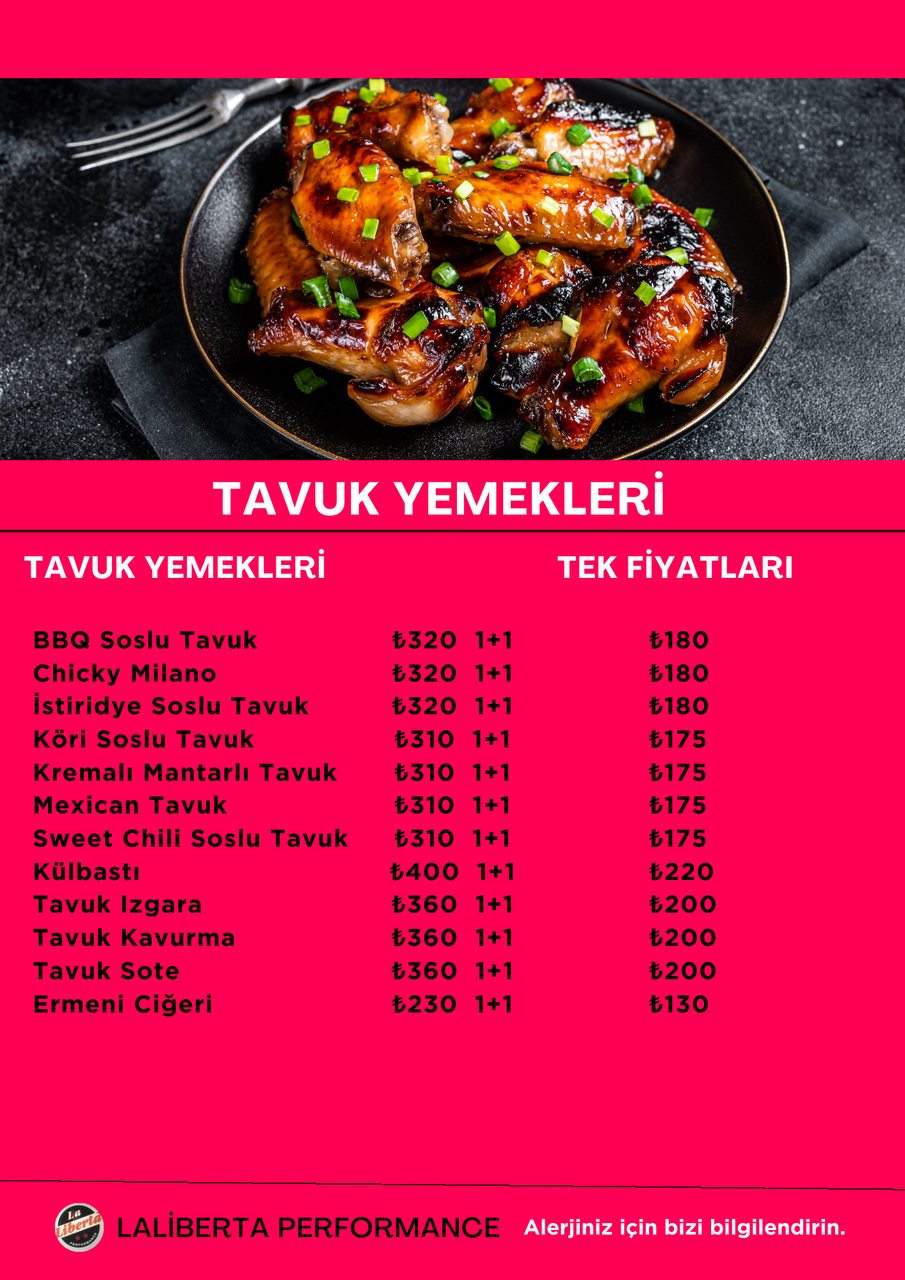 TAVUK YEMEKLERİ
TAVUK YEMEKLERİ TEK FİYATLARI
BBQ Soslu Tavuk ₺320 1+1 ₺180
Chicky Milano ₺320 1+1 ₺180
İstiridye Soslu Tavuk ₺320 1+1 ₺180
Köri Soslu Tavuk ₺310 1+1 ₺175
Kremalı Mantarlı Tavuk ₺310 1+1 ₺175
Mexican Tavuk ₺310 1+1 ₺175
Sweet Chili Soslu Tavuk ₺310 1+1 ₺175
Külbastı ₺400 1+1 ₺220
Tavuk Izgara ₺360 1+1 ₺200
Tavuk Kavurma ₺360 1+1 ₺200
Tavuk Sote ₺360 1+1 ₺200
Ermeni Ciğeri ₺230 1+1 ₺130
La
Liberta
PERFORMANCE
LALİBERTA PERFORMANCE Alerjiniz için bizi bilgilendirin.